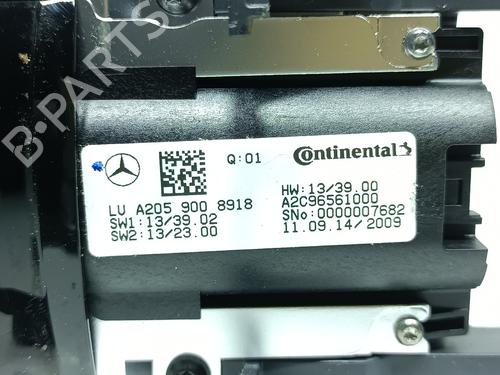 B-PARTS
Q:01
Continental
LU A205 900 8918
SW1:13/39.02
SW2:13/23.00
HW:13/39.00
A2C96561000
SNo:0000007682
11.09.14/2009